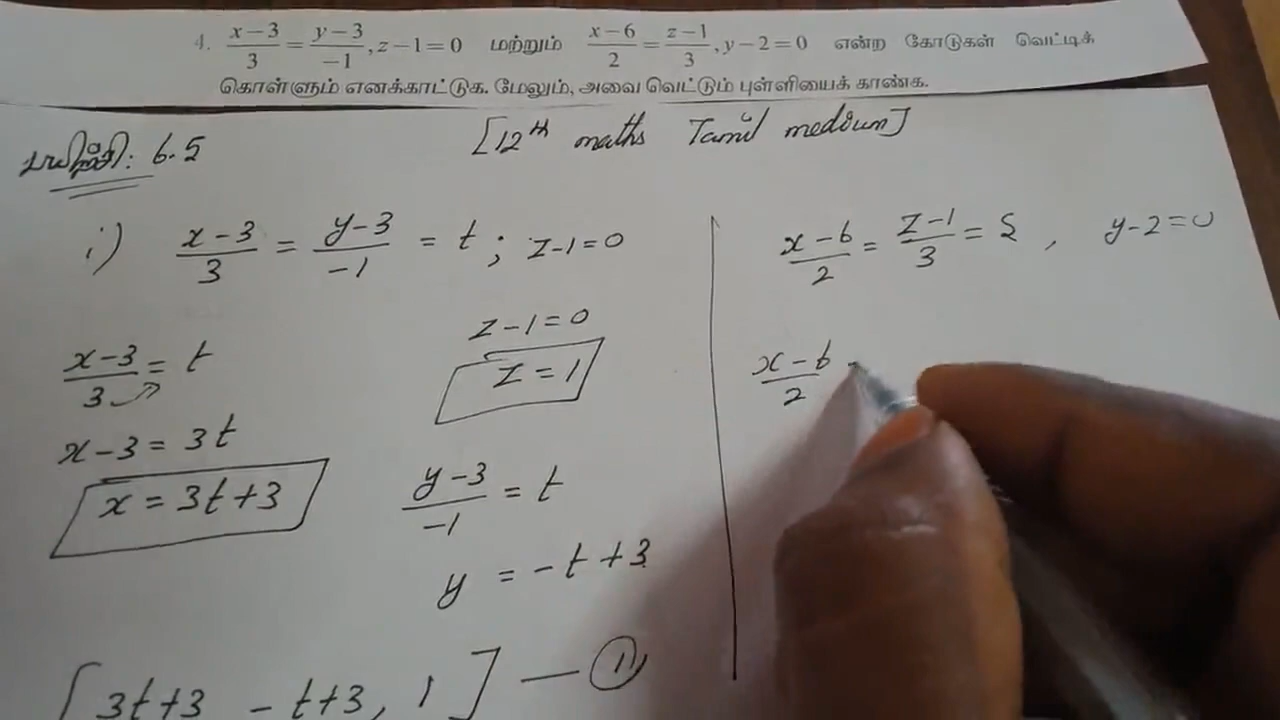 4. x−3/3 = y−3/−1, z−1=0 மற்றும் x−6/2 = z−1/3, y−2=0 என்ற கோடுகள் வெட்டிக்
கொள்ளும் எனக்காட்டுக. மேலும், அவை வெட்டும் புள்ளியைக் காண்க.
[12th maths Tamil medium]
பயிற்சி: 6.5
i) x−3/3 = y−3/−1 = t ; z−1=0
x−3/3 = t
x−3 = 3t
x = 3t+3
z−1=0
z=1
y−3/−1 = t
y = −t+3
[3t+3, −t+3, 1] — (1)
x−6/2 = z−1/3 = s, y−2=0
x−6/2 =